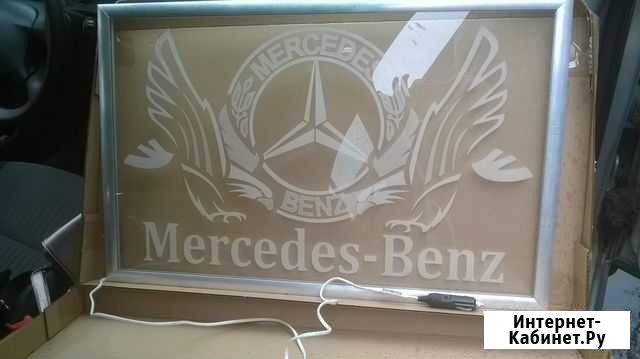 MERCEDES
BENZ
Mercedes-Benz
Интернет-
Кабинет.Ру